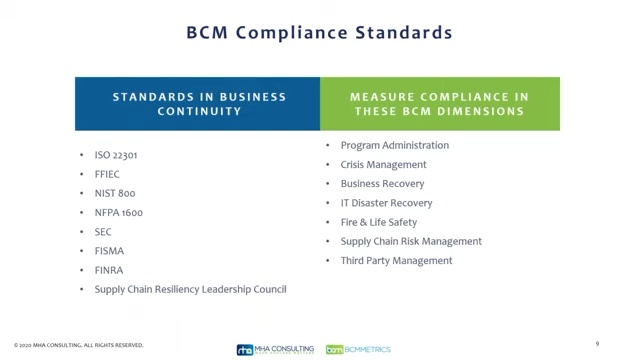 BCM Compliance Standards
STANDARDS IN BUSINESS
CONTINUITY
MEASURE COMPLIANCE IN
THESE BCM DIMENSIONS
• ISO 22301
• FFIEC
• NIST 800
• NFPA 1600
• SEC
• FISMA
• FINRA
• Supply Chain Resiliency Leadership Council
• Program Administration
• Crisis Management
• Business Recovery
• IT Disaster Recovery
• Fire & Life Safety
• Supply Chain Risk Management
• Third Party Management
© 2020 MHA CONSULTING. ALL RIGHTS RESERVED.
mha MHA CONSULTING
bcm BCMMETRICS
9